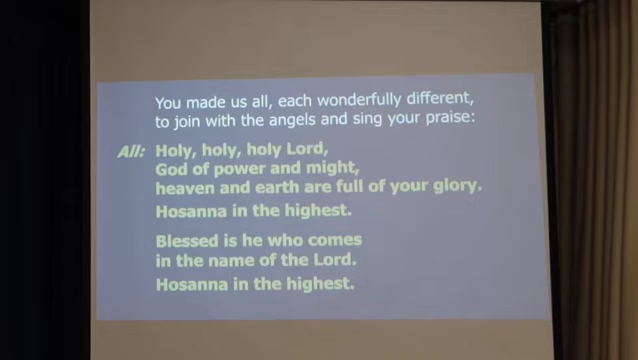 You made us all, each wonderfully different,
to join with the angels and sing your praise:
All: Holy, holy, holy Lord,
God of power and might,
heaven and earth are full of your glory.
Hosanna in the highest.
Blessed is he who comes
in the name of the Lord.
Hosanna in the highest.